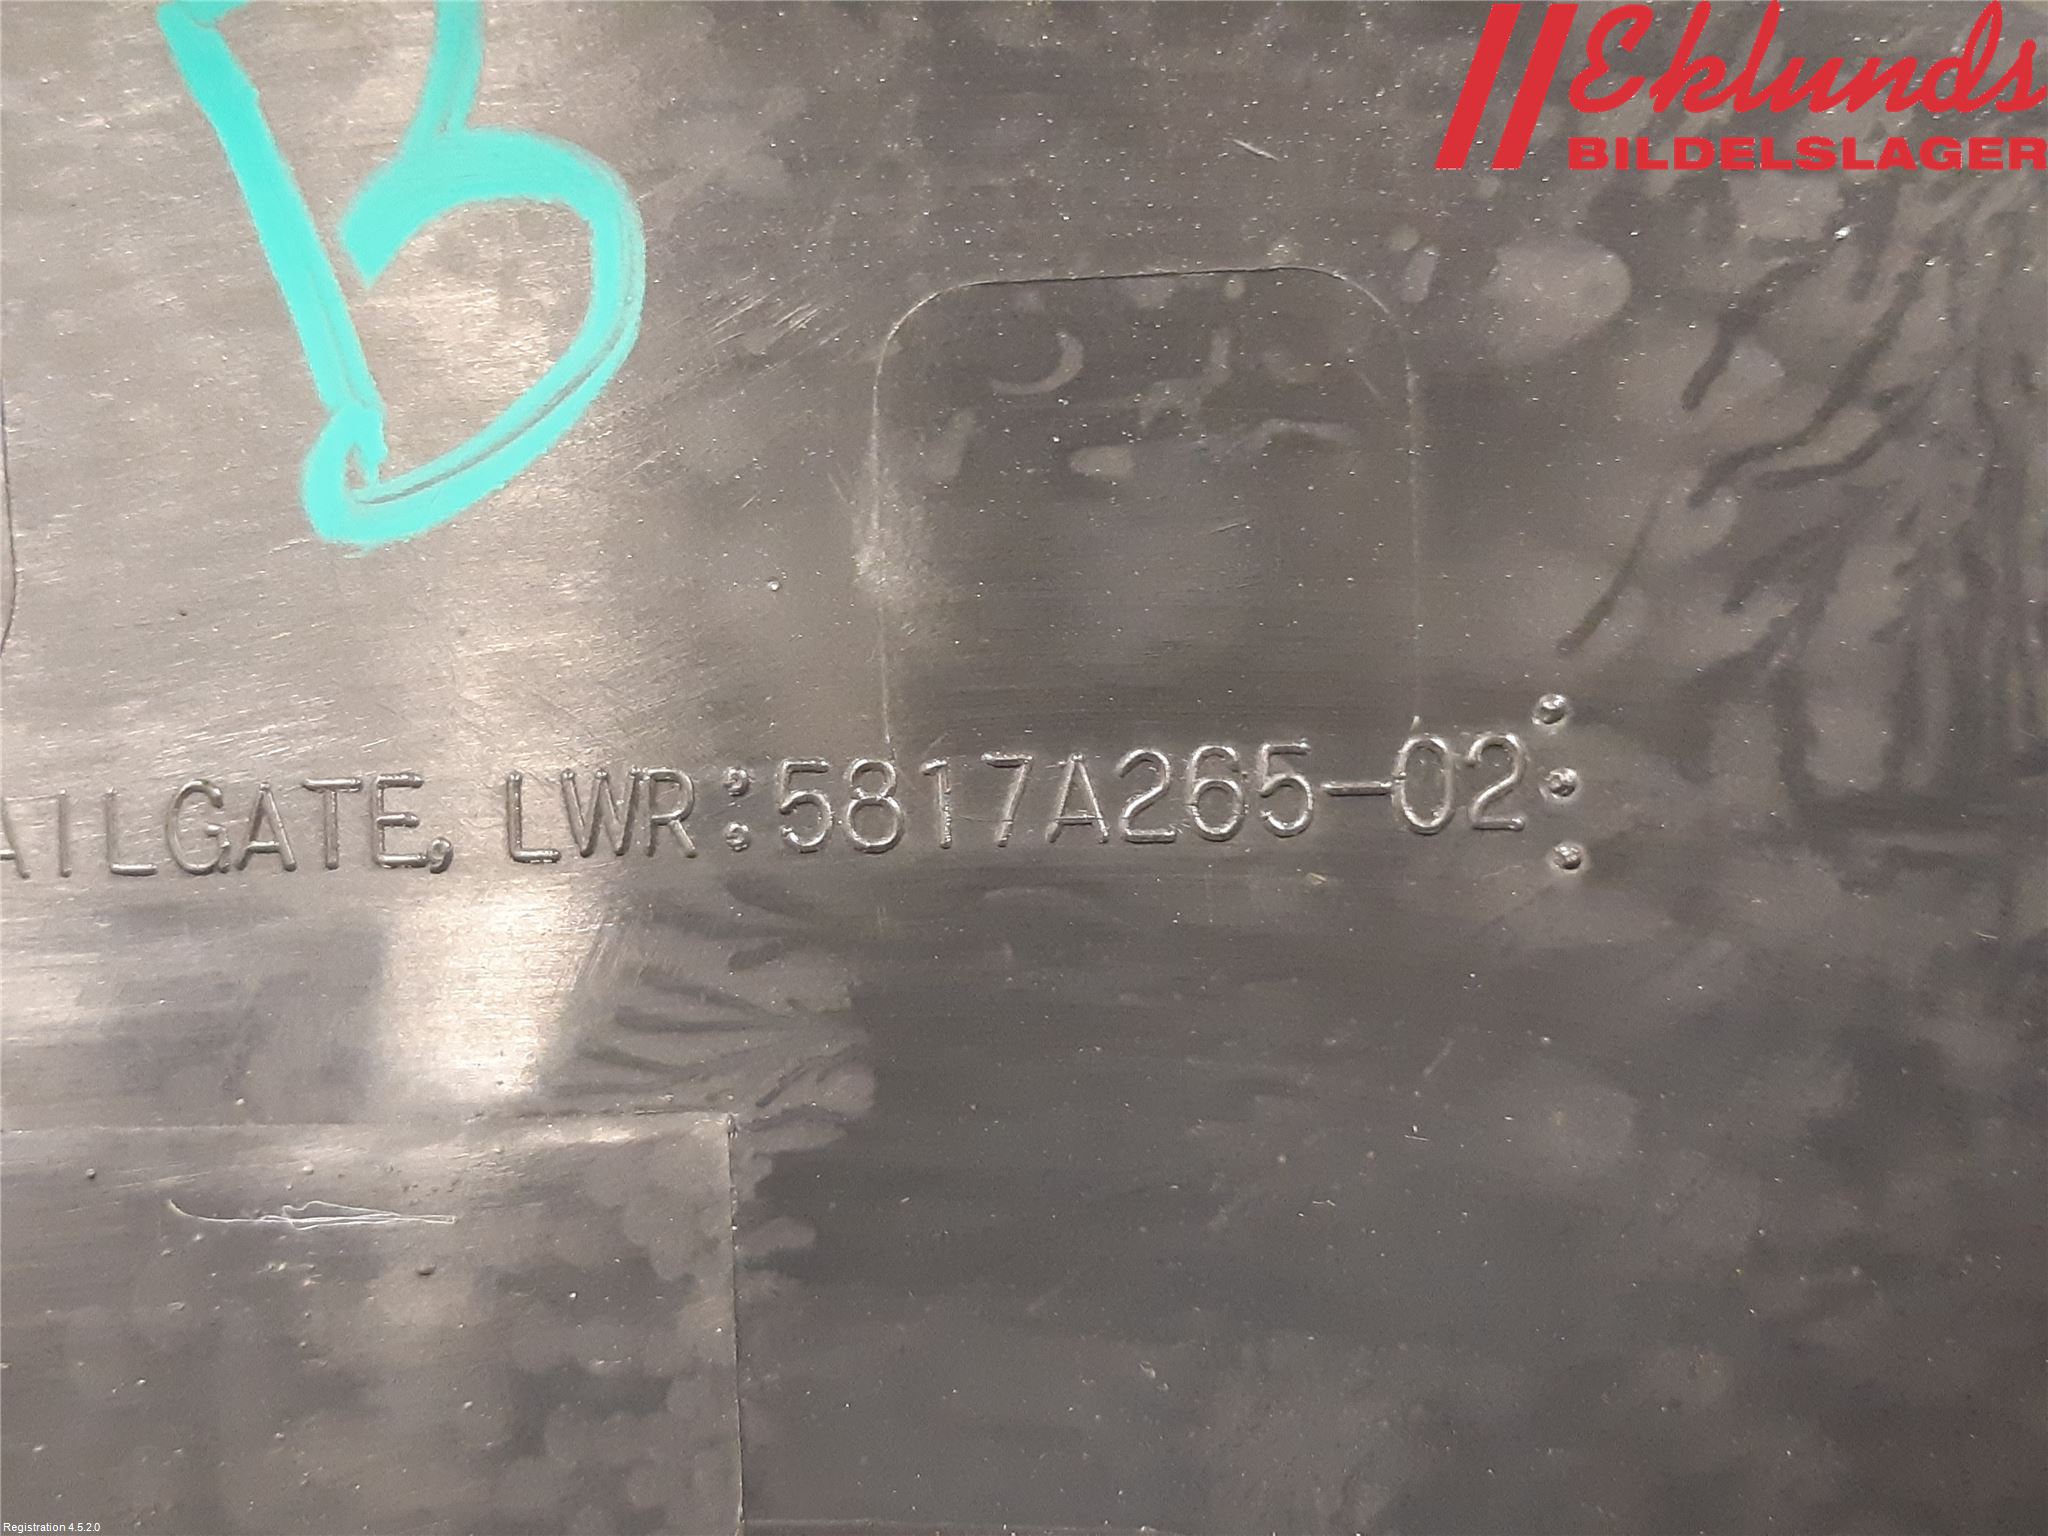 B
Eklunds
BILDELSLAGER
AILGATE, LWR:5817A265-02
Registration 4.5.2.0